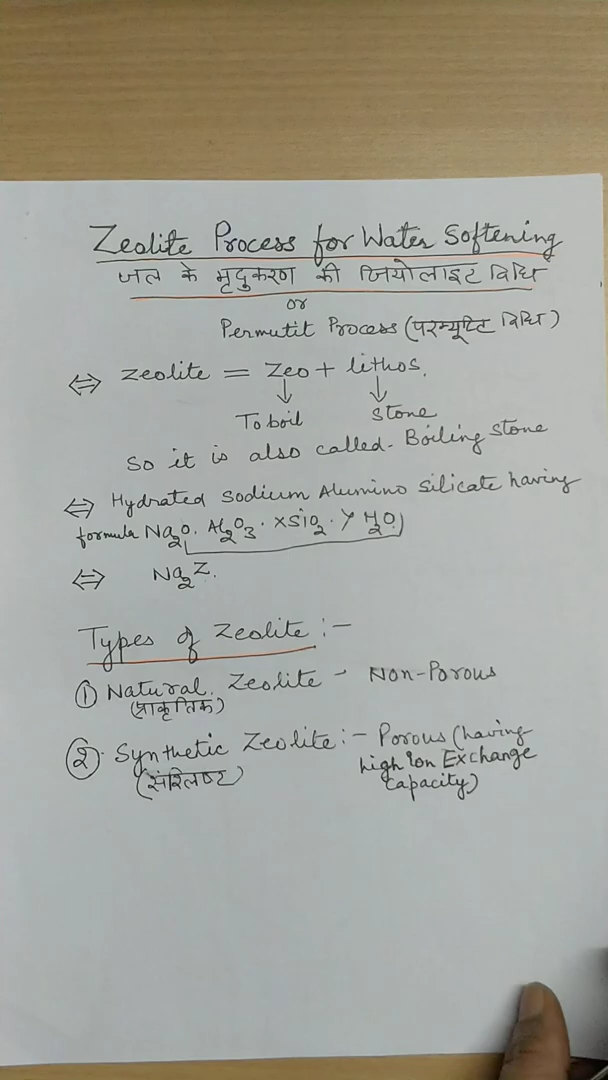 Zeolite Process for Water Softening
जल के मृदुकरण की जियोलाइट विधि
or
Permutit Process (परम्यूटिट विधि)
⇔ Zeolite = Zeo + lithos.
↓ ↓
To boil Stone
So it is also called - Boiling Stone
⇔ Hydrated Sodium Alumino Silicate having
formula Na₂O. Al₂O₃. XSiO₂. Y H₂O
⇔ Na₂Z.
Types of Zeolite :-
① Natural. Zeolite - Non-Porous
(प्राकृतिक)
②. Synthetic Zeolite :- Porous (having
high Ion Exchange
(संश्लिष्ट) Capacity)